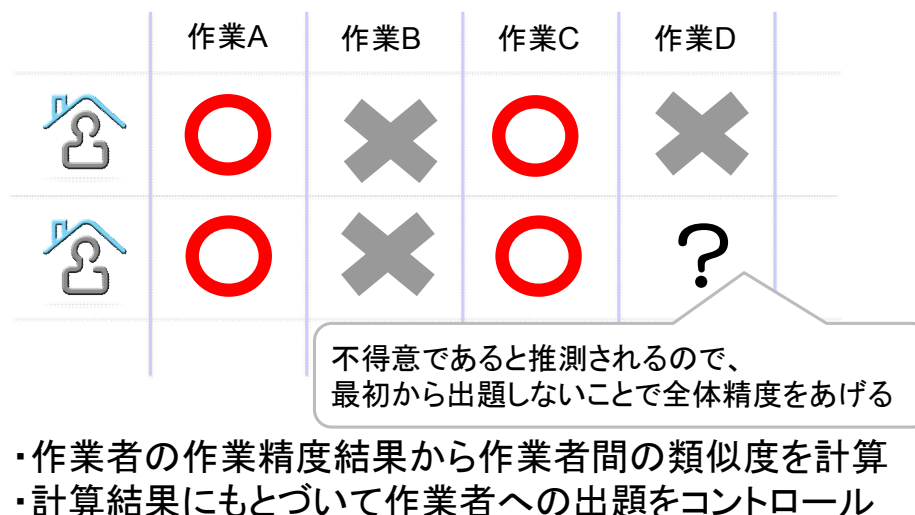 作業A 作業B 作業C 作業D
?
不得意であると推測されるので、
最初から出題しないことで全体精度をあげる
・作業者の作業精度結果から作業者間の類似度を計算
・計算結果にもとづいて作業者への出題をコントロール